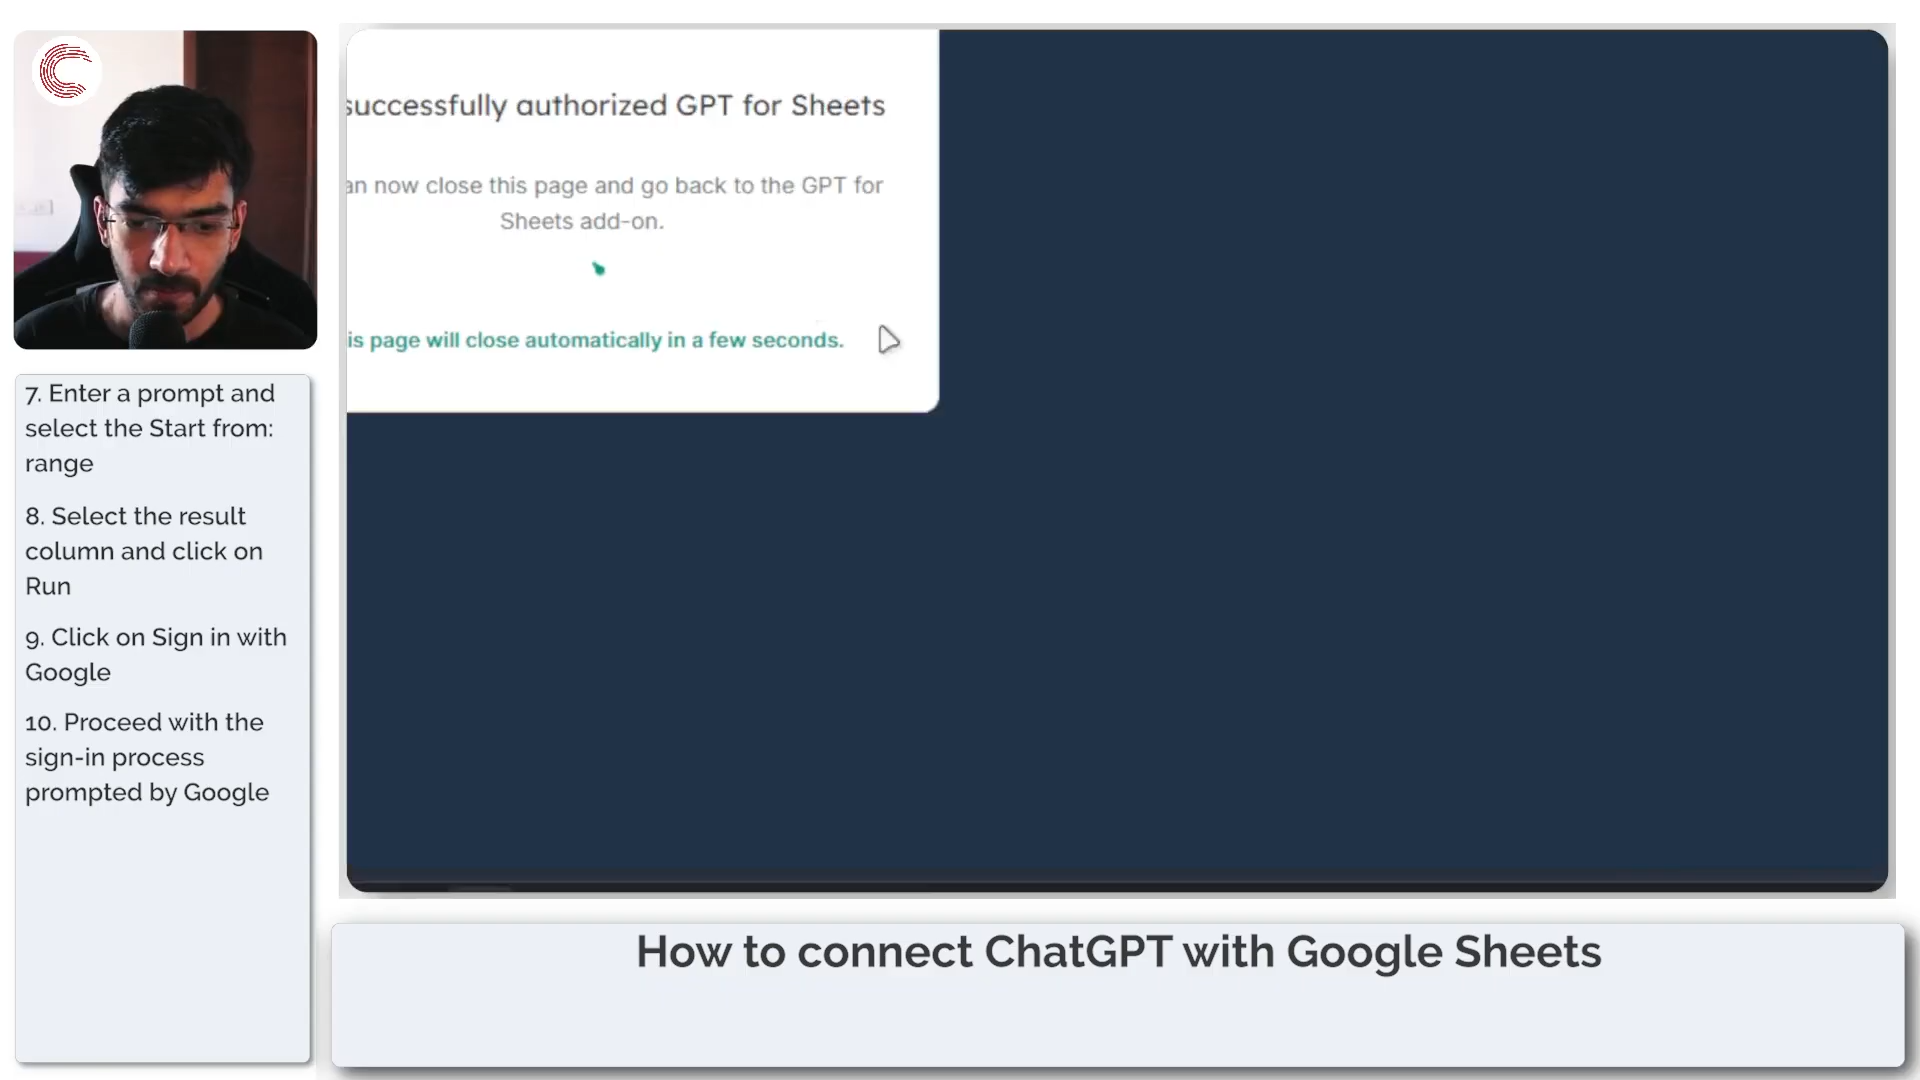 successfully authorized GPT for Sheets
an now close this page and go back to the GPT for
Sheets add-on.
is page will close automatically in a few seconds.
7. Enter a prompt and
select the Start from:
range
8. Select the result
column and click on
Run
9. Click on Sign in with
Google
10. Proceed with the
sign-in process
prompted by Google
How to connect ChatGPT with Google Sheets